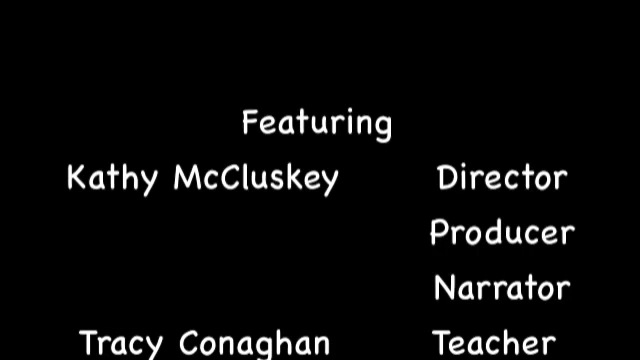 Featuring
Kathy McCluskey Director
Producer
Narrator
Tracy Conaghan Teacher